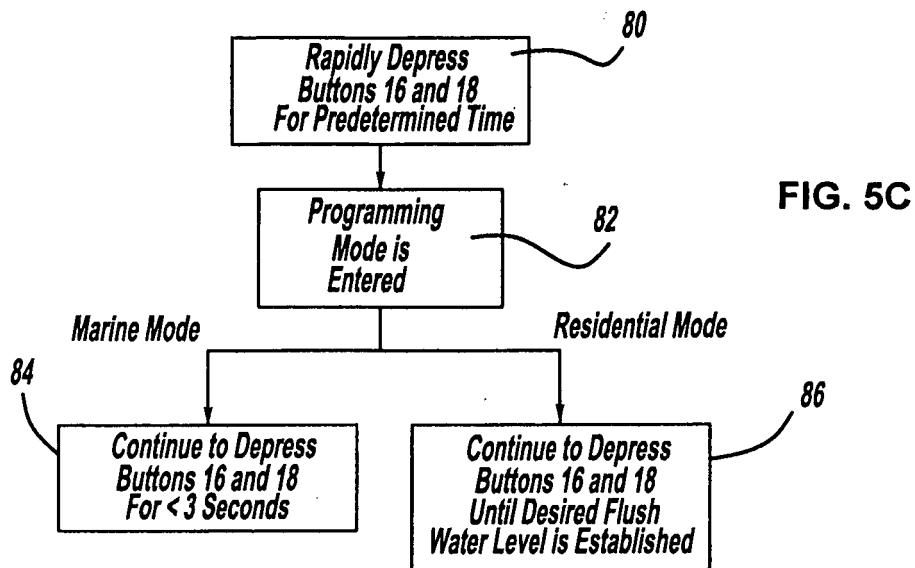 80
Rapidly Depress
Buttons 16 and 18
For Predetermined Time
FIG. 5C
Programming
Mode is
Entered
82
Marine Mode
Residential Mode
84
Continue to Depress
Buttons 16 and 18
For < 3 Seconds
86
Continue to Depress
Buttons 16 and 18
Until Desired Flush
Water Level is Established